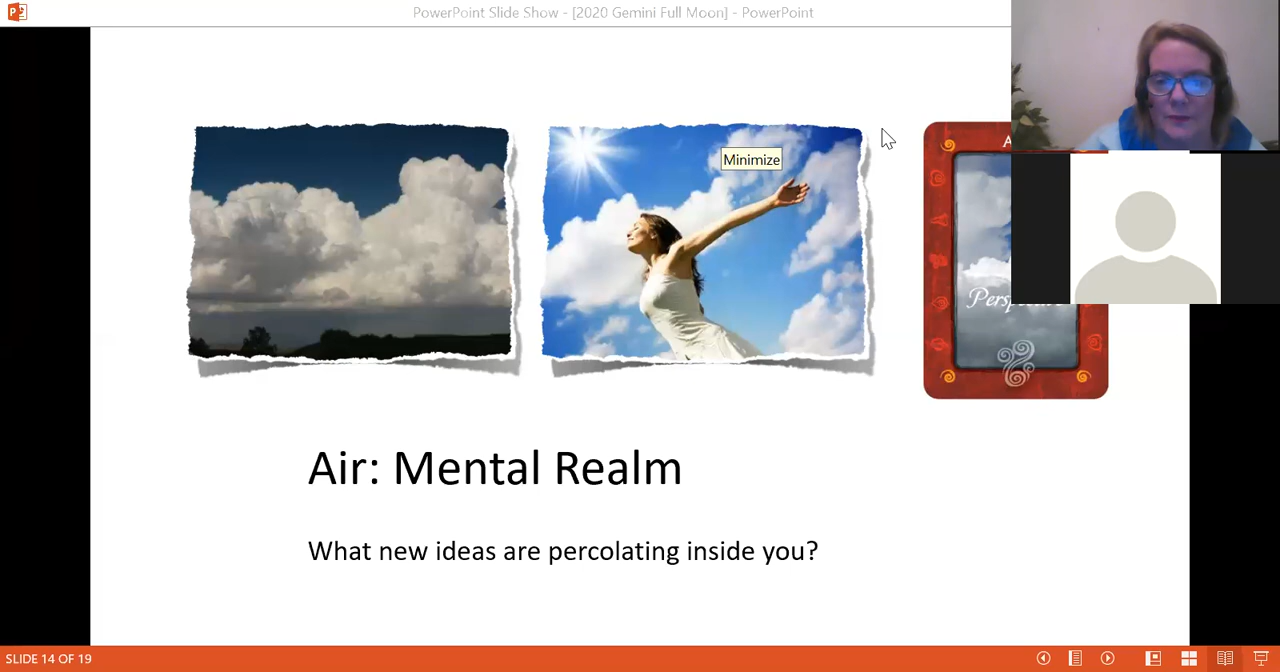 PowerPoint Slide Show - [2020 Gemini Full Moon] - PowerPoint
Minimize
Air: Mental Realm
What new ideas are percolating inside you?
SLIDE 14 OF 19